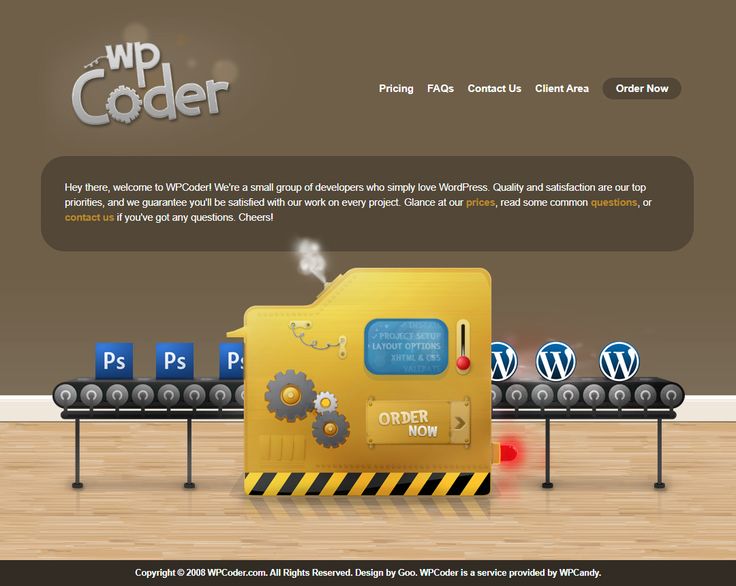 wp
Coder
Pricing FAQs Contact Us Client Area Order Now
Hey there, welcome to WPCoder! We're a small group of developers who simply love WordPress. Quality and satisfaction are our top
priorities, and we guarantee you'll be satisfied with our work on every project. Glance at our prices, read some common questions, or
contact us if you've got any questions. Cheers!
✓ INSTALL
✓ PROJECT SETUP
› LAYOUT OPTIONS
XHTML & CSS
VALIDATE
Ps Ps Ps W W W
ORDER
NOW
Copyright © 2008 WPCoder.com. All Rights Reserved. Design by Goo. WPCoder is a service provided by WPCandy.